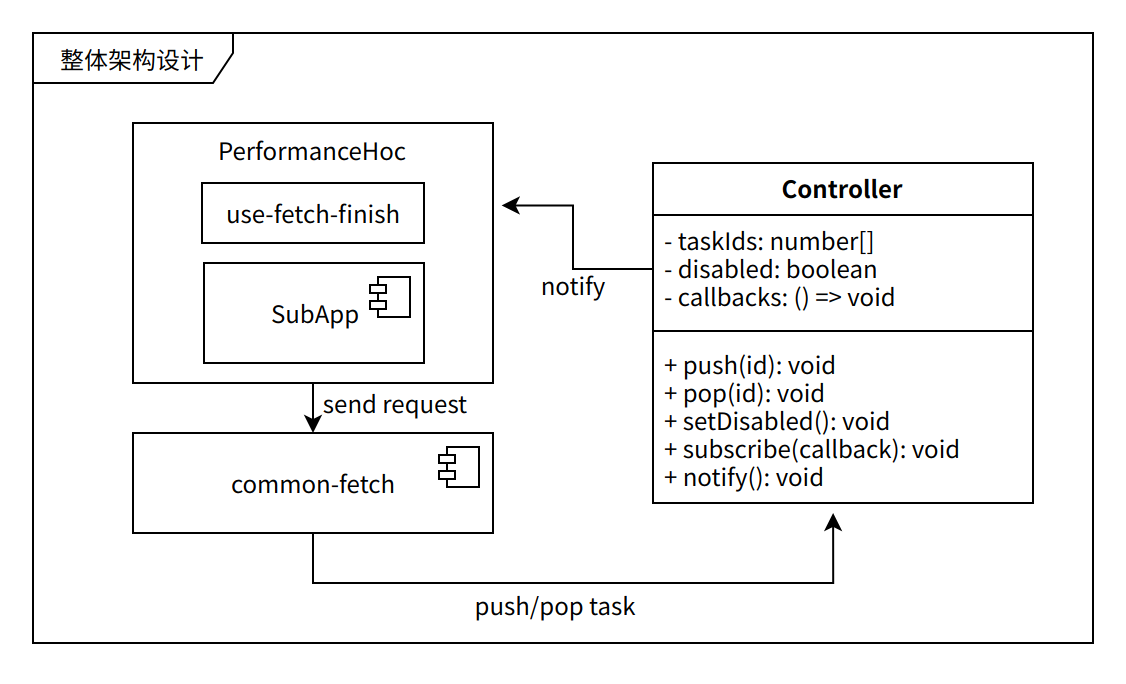 整体架构设计
PerformanceHoc
use-fetch-finish
SubApp
send request
common-fetch
notify
Controller
- taskIds: number[]
- disabled: boolean
- callbacks: () => void
+ push(id): void
+ pop(id): void
+ setDisabled(): void
+ subscribe(callback): void
+ notify(): void
push/pop task